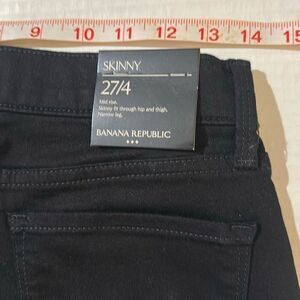 9 10 11 12 13 14 15
SKINNY
27/4
Mid rise.
Skinny fit through hip and thigh.
Narrow leg.
BANANA REPUBLIC